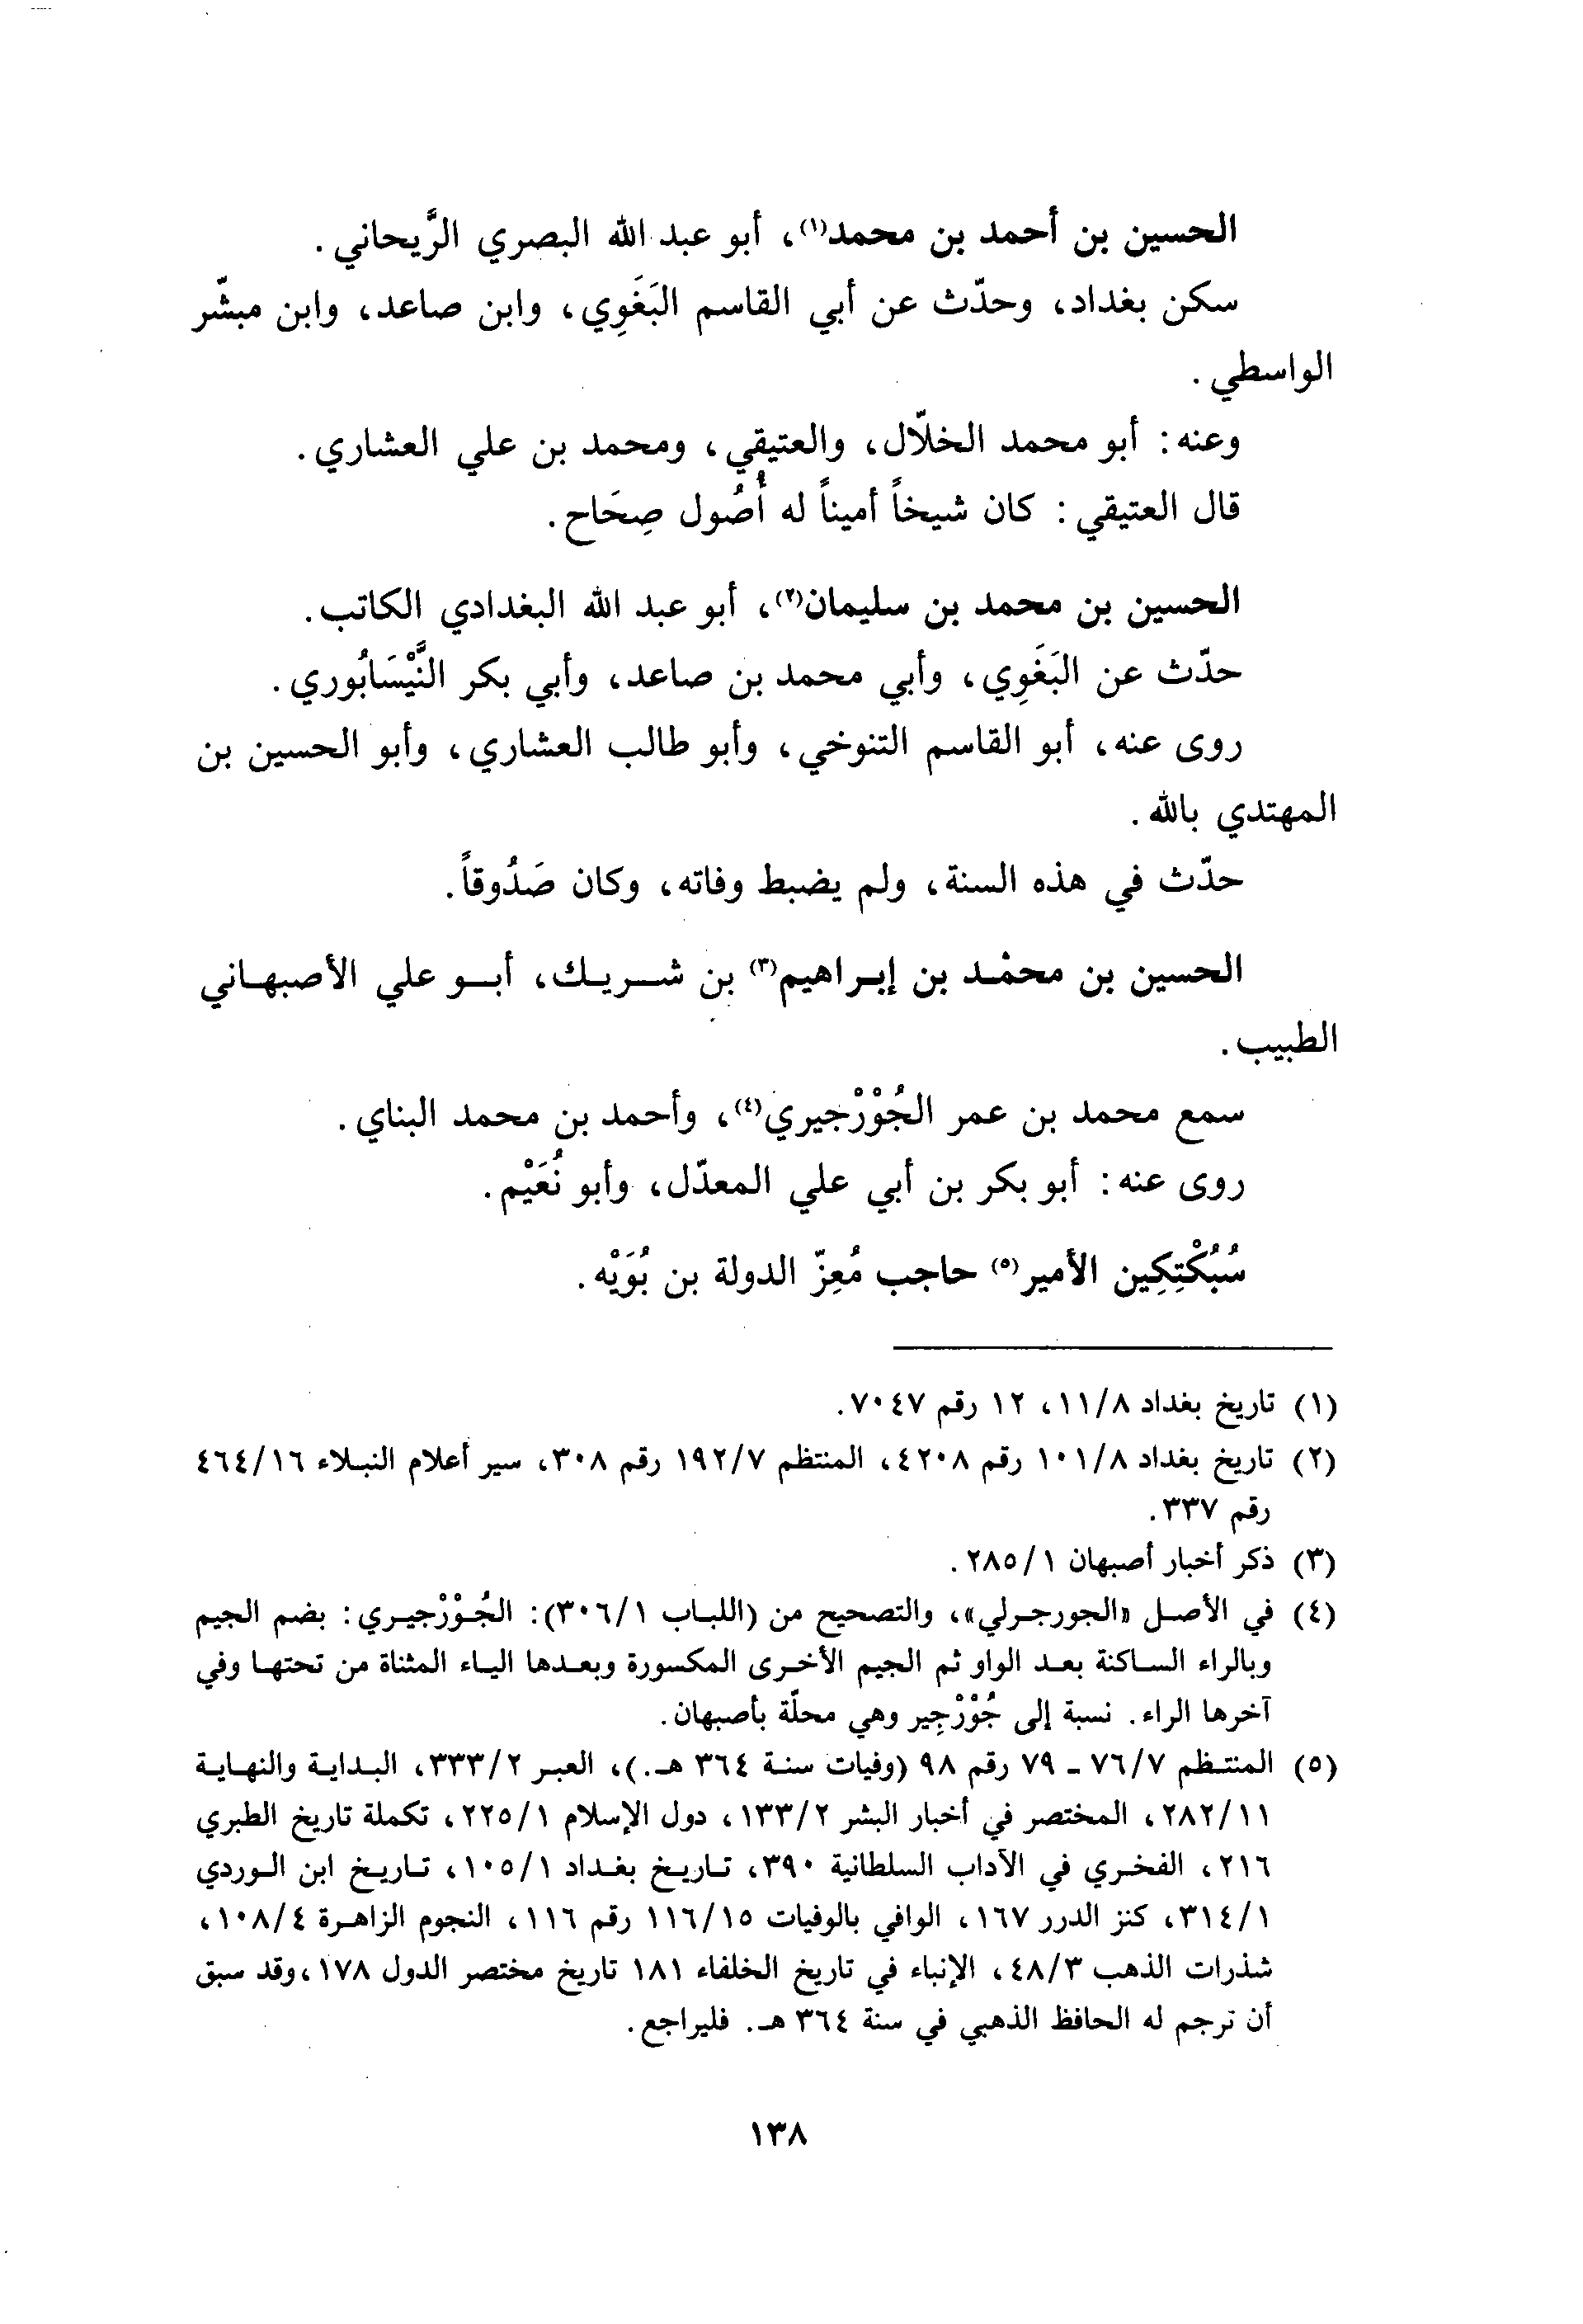 الحسين بن أحمد بن محمد(١)، أبو عبد الله البصري الرَّيحاني.
سكن بغداد، وحدّث عن أبي القاسم البَغَوِي، وابن صاعد، وابن مبشّر
الواسطي.
وعنه: أبو محمد الخلّال، والعتيقي، ومحمد بن علي العشاري.
قال العتيقي: كان شيخاً أميناً له أُصُول صِحَاح.
الحسين بن محمد بن سليمان(٢)، أبو عبد الله البغدادي الكاتب.
حدّث عن البَغَوِي، وأبي محمد بن صاعد، وأبي بكر النَّيْسَابُوري.
روى عنه، أبو القاسم التنوخي، وأبو طالب العشاري، وأبو الحسين بن
المهتدي بالله.
حدّث في هذه السنة، ولم يضبط وفاته، وكان صَدُوقاً.
الحسين بن محمد بن إبراهيم(٣) بن شريك، أبو علي الأصبهاني
الطبيب.
سمع محمد بن عمر الجُوْرْجيري(٤)، وأحمد بن محمد البناي.
روى عنه: أبو بكر بن أبي علي المعدّل، وأبو نُعَيْم.
سُبُكْتِكِين الأمير(٥) حاجب مُعِزّ الدولة بن بُوَيْه.
(١) تاريخ بغداد ١١/٨، ١٢ رقم ٧٠٤٧.
(٢) تاريخ بغداد ١٠١/٨ رقم ٤٢٠٨، المنتظم ١٩٢/٧ رقم ٣٠٨، سير أعلام النبلاء ٤٦٤/١٦
رقم ٣٣٧.
(٣) ذكر أخبار أصبهان ٢٨٥/١.
(٤) في الأصل «الجورجرلي»، والتصحيح من (اللباب ٣٠٦/١): الجُوْرْجيري: بضم الجيم
وبالراء الساكنة بعد الواو ثم الجيم الأخرى المكسورة وبعدها الياء المثناة من تحتها وفي
آخرها الراء. نسبة إلى جُوْرْجِير وهي محلّة بأصبهان.
(٥) المنتظم ٧٦/٧ - ٧٩ رقم ٩٨ (وفيات سنة ٣٦٤ هـ.)، العبر ٣٣٣/٢، البداية والنهاية
٢٨٢/١١، المختصر في أخبار البشر ١٣٣/٢، دول الإسلام ٢٢٥/١، تكملة تاريخ الطبري
٢١٦، الفخري في الآداب السلطانية ٣٩٠، تاريخ بغداد ١٠٥/١، تاريخ ابن الوردي
٣١٤/١، كنز الدرر ١٦٧، الوافي بالوفيات ١١٦/١٥ رقم ١١٦، النجوم الزاهرة ١٠٨/٤،
شذرات الذهب ٤٨/٣، الإنباء في تاريخ الخلفاء ١٨١ تاريخ مختصر الدول ١٧٨، وقد سبق
أن ترجم له الحافظ الذهبي في سنة ٣٦٤ هـ. فليراجع.
١٣٨